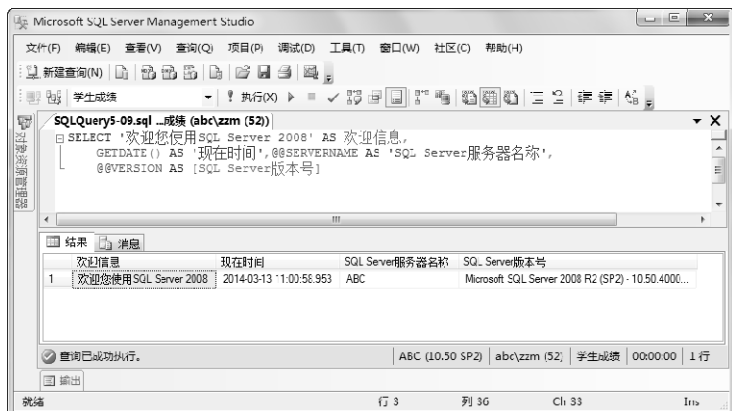 Microsoft SQL Server Management Studio
文件(F) 编辑(E) 查看(V) 查询(Q) 项目(P) 调试(D) 工具(T) 窗口(W) 社区(C) 帮助(H)
新建查询(N)
学生成绩 执行(X)
对象资源管理器
SQLQuery5-09.sql ...成绩 (abc\zzm (52))
SELECT '欢迎您使用SQL Server 2008' AS 欢迎信息,
GETDATE() AS '现在时间',@@SERVERNAME AS 'SQL Server服务器名称',
@@VERSION AS [SQL Server版本号]
结果 消息
欢迎信息 现在时间 SQL Server服务器名称 SQL Server版本号
1 欢迎您使用SQL Server 2008 2014-03-13 11:00:58.953 ABC Microsoft SQL Server 2008 R2 (SP2) - 10.50.4000...
查询已成功执行。 ABC (10.50 SP2) abc\zzm (52) 学生成绩 00:00:00 1 行
输出
就绪 行 3 列 36 Ch 33 Ins